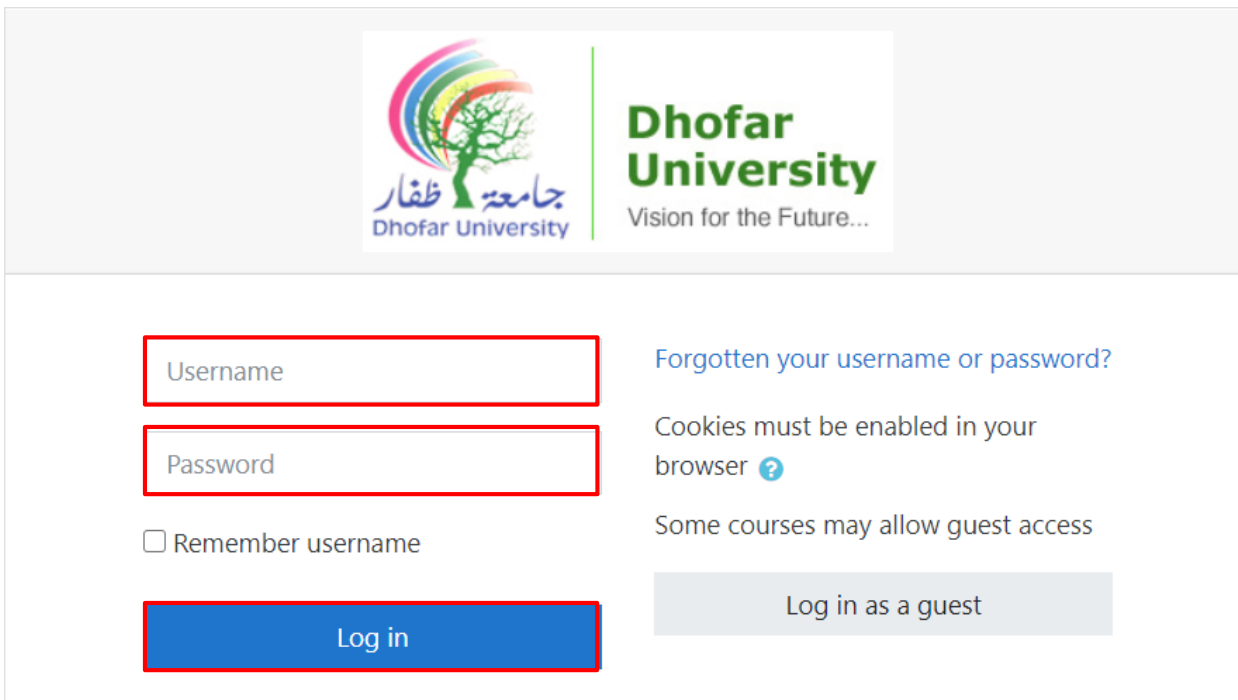 جامعة ظفار
Dhofar University
Dhofar
University
Vision for the Future...
Username
Password
Remember username
Log in
Forgotten your username or password?
Cookies must be enabled in your
browser ?
Some courses may allow guest access
Log in as a guest